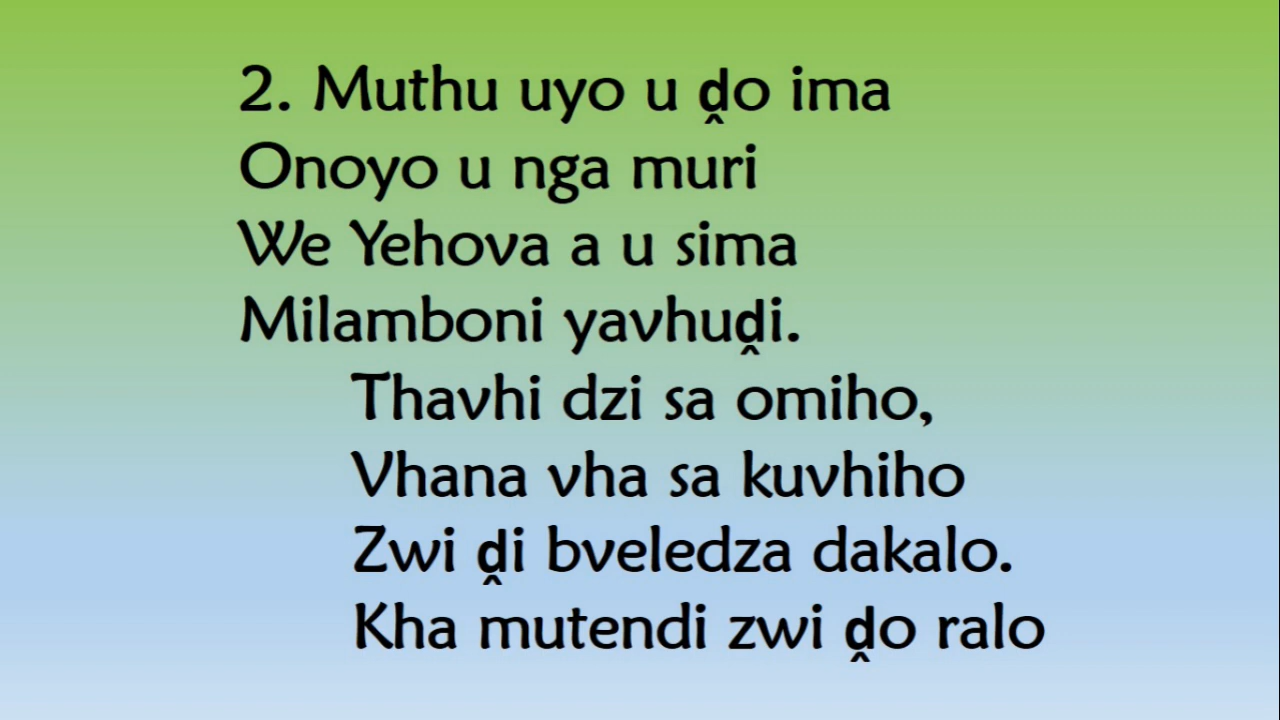 2. Muthu uyo u ḓo ima
Onoyo u nga muri
We Yehova a u sima
Milamboni yavhuḓi.
Thavhi dzi sa omiho,
Vhana vha sa kuvhiho
Zwi ḓi bveledza dakalo.
Kha mutendi zwi ḓo ralo